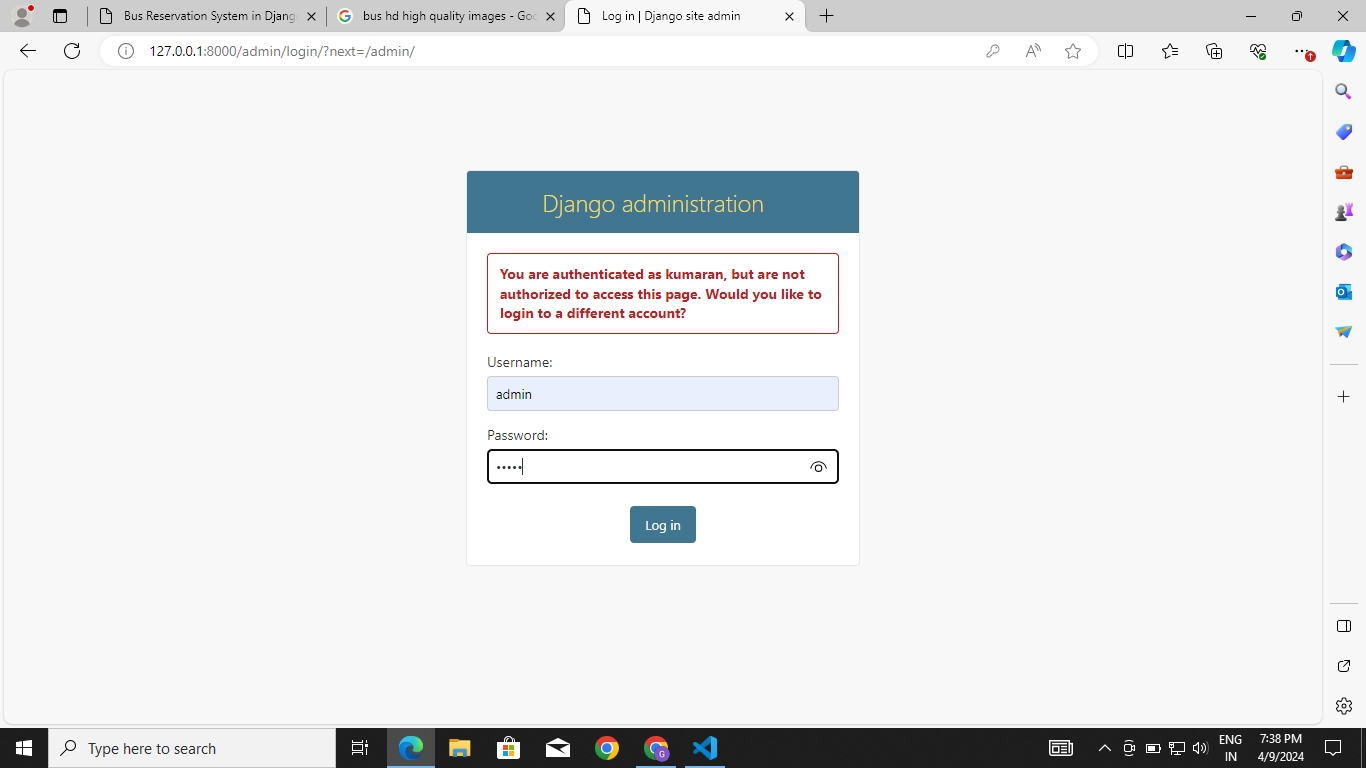 Bus Reservation System in Djang
bus hd high quality images - Goo
Log in | Django site admin
127.0.0.1:8000/admin/login/?next=/admin/
Django administration
You are authenticated as kumaran, but are not
authorized to access this page. Would you like to
login to a different account?
Username:
admin
Password:
•••••
Log in
Type here to search
G
ENG
IN
7:38 PM
4/9/2024